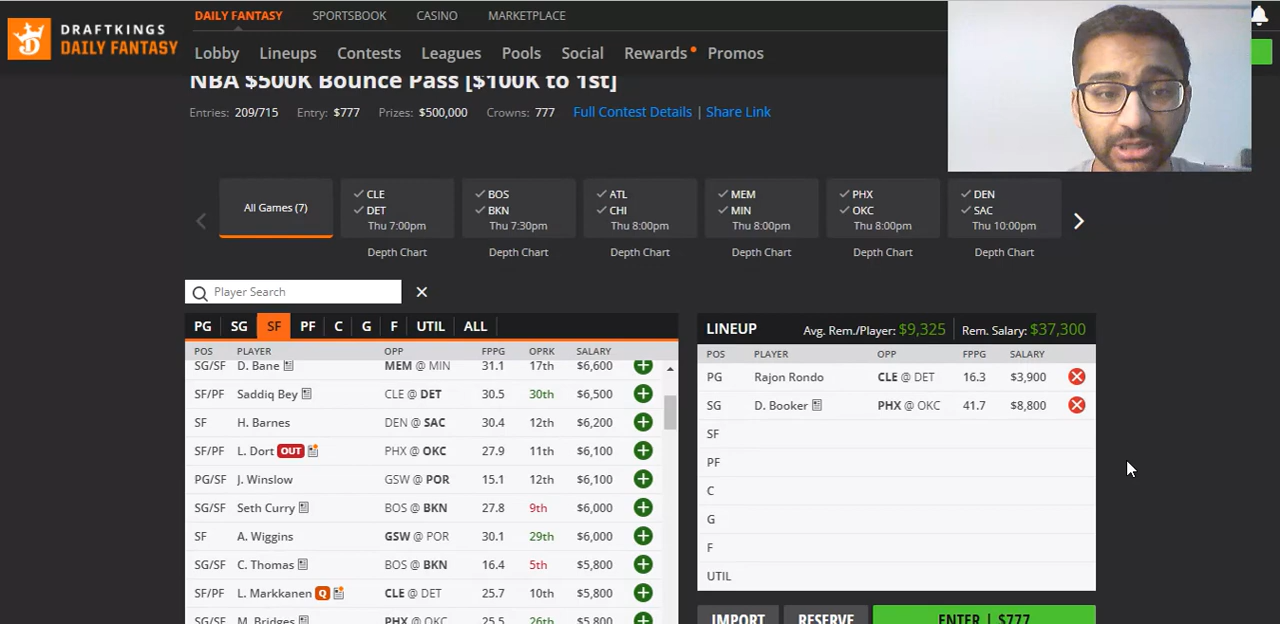 DRAFTKINGS
DAILY FANTASY
DAILY FANTASY SPORTSBOOK CASINO MARKETPLACE
Lobby Lineups Contests Leagues Pools Social Rewards Promos
NBA $500K Bounce Pass [$100K to 1st]
Entries: 209/715 Entry: $777 Prizes: $500,000 Crowns: 777 Full Contest Details | Share Link
All Games (7)
CLE
DET
Thu 7:00pm
Depth Chart
BOS
BKN
Thu 7:30pm
Depth Chart
ATL
CHI
Thu 8:00pm
Depth Chart
MEM
MIN
Thu 8:00pm
Depth Chart
PHX
OKC
Thu 8:00pm
Depth Chart
DEN
SAC
Thu 10:00pm
Depth Chart
Player Search
PG SG SF PF C G F UTIL ALL
POS PLAYER OPP FPPG OPRK SALARY
SG/SF D. Bane MEM @ MIN 31.1 17th $6,600
SF/PF Saddiq Bey CLE @ DET 30.5 30th $6,500
SF H. Barnes DEN @ SAC 30.4 12th $6,200
SF/PF L. Dort OUT PHX @ OKC 27.9 11th $6,100
PG/SF J. Winslow GSW @ POR 15.1 12th $6,100
SG/SF Seth Curry BOS @ BKN 27.8 9th $6,000
SF A. Wiggins GSW @ POR 30.1 29th $6,000
SG/SF C. Thomas BOS @ BKN 16.4 5th $5,800
SF/PF L. Markkanen Q CLE @ DET 25.7 10th $5,800
SG/SF M. Bridges PHX @ OKC 25.5 26th $5,800
LINEUP Avg. Rem./Player: $9,325 Rem. Salary: $37,300
POS PLAYER OPP FPPG SALARY
PG Rajon Rondo CLE @ DET 16.3 $3,900
SG D. Booker PHX @ OKC 41.7 $8,800
SF
PF
C
G
F
UTIL
IMPORT RESERVE ENTER | $777